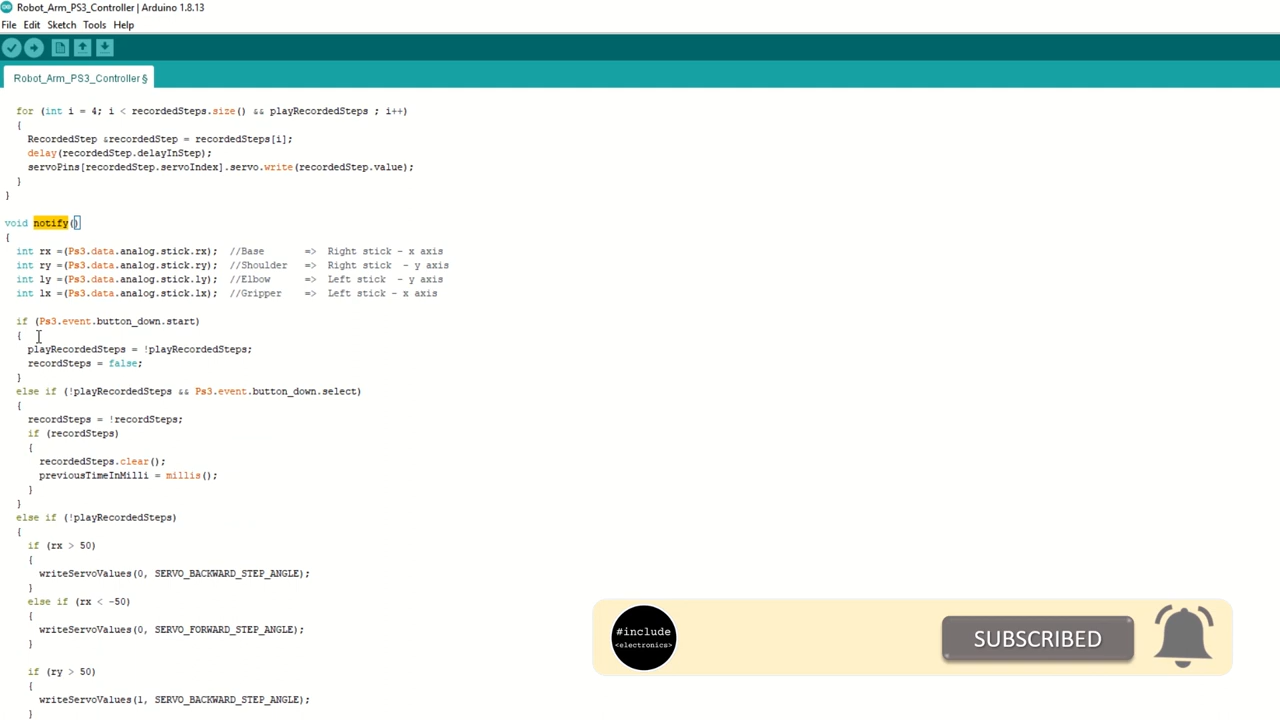 Robot_Arm_PS3_Controller | Arduino 1.8.13
File Edit Sketch Tools Help
Robot_Arm_PS3_Controller §
for (int i = 4; i < recordedSteps.size() && playRecordedSteps ; i++)
{
RecordedStep &recordedStep = recordedSteps[i];
delay(recordedStep.delayInStep);
servoPins[recordedStep.servoIndex].servo.write(recordedStep.value);
}
}
void notify()
{
int rx =(Ps3.data.analog.stick.rx); //Base => Right stick - x axis
int ry =(Ps3.data.analog.stick.ry); //Shoulder => Right stick - y axis
int ly =(Ps3.data.analog.stick.ly); //Elbow => Left stick - y axis
int lx =(Ps3.data.analog.stick.lx); //Gripper => Left stick - x axis
if (Ps3.event.button_down.start)
{
playRecordedSteps = !playRecordedSteps;
recordSteps = false;
}
else if (!playRecordedSteps && Ps3.event.button_down.select)
{
recordSteps = !recordSteps;
if (recordSteps)
{
recordedSteps.clear();
previousTimeInMilli = millis();
}
}
else if (!playRecordedSteps)
{
if (rx > 50)
{
writeServoValues(0, SERVO_BACKWARD_STEP_ANGLE);
}
else if (rx < -50)
{
writeServoValues(0, SERVO_FORWARD_STEP_ANGLE);
}
if (ry > 50)
{
writeServoValues(1, SERVO_BACKWARD_STEP_ANGLE);
}
#include
<electronics>
SUBSCRIBED